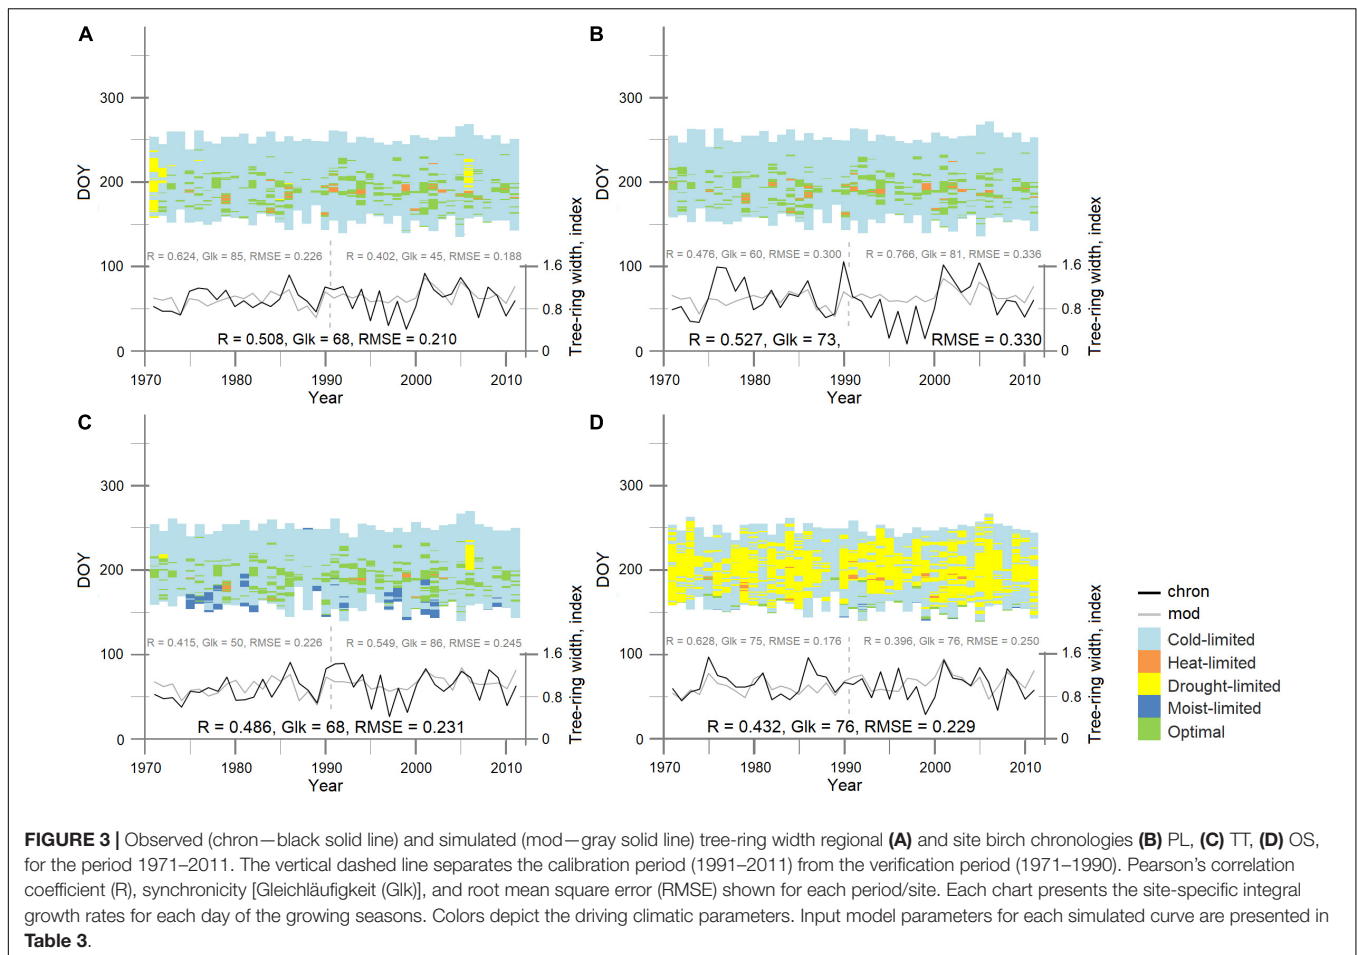 A
300
200
100
0
DOY
R = 0.624, Glk = 85, RMSE = 0.226
R = 0.402, Glk = 45, RMSE = 0.188
R = 0.508, Glk = 68, RMSE = 0.210
1.6
0.8
0
Tree-ring width, index
1970 1980 1990 2000 2010
Year
B
300
200
100
0
DOY
R = 0.476, Glk = 60, RMSE = 0.300
R = 0.766, Glk = 81, RMSE = 0.336
R = 0.527, Glk = 73, RMSE = 0.330
1.6
0.8
0
Tree-ring width, index
1970 1980 1990 2000 2010
Year
C
300
200
100
0
DOY
R = 0.415, Glk = 50, RMSE = 0.226
R = 0.549, Glk = 86, RMSE = 0.245
R = 0.486, Glk = 68, RMSE = 0.231
1.6
0.8
0
Tree-ring width, index
1970 1980 1990 2000 2010
Year
D
300
200
100
0
DOY
R = 0.628, Glk = 75, RMSE = 0.176
R = 0.396, Glk = 76, RMSE = 0.250
R = 0.432, Glk = 76, RMSE = 0.229
1.6
0.8
0
Tree-ring width, index
1970 1980 1990 2000 2010
Year
chron
mod
Cold-limited
Heat-limited
Drought-limited
Moist-limited
Optimal
FIGURE 3 | Observed (chron—black solid line) and simulated (mod—gray solid line) tree-ring width regional (A) and site birch chronologies (B) PL, (C) TT, (D) OS,
for the period 1971–2011. The vertical dashed line separates the calibration period (1991–2011) from the verification period (1971–1990). Pearson's correlation
coefficient (R), synchronicity [Gleichläufigkeit (Glk)], and root mean square error (RMSE) shown for each period/site. Each chart presents the site-specific integral
growth rates for each day of the growing seasons. Colors depict the driving climatic parameters. Input model parameters for each simulated curve are presented in
Table 3.